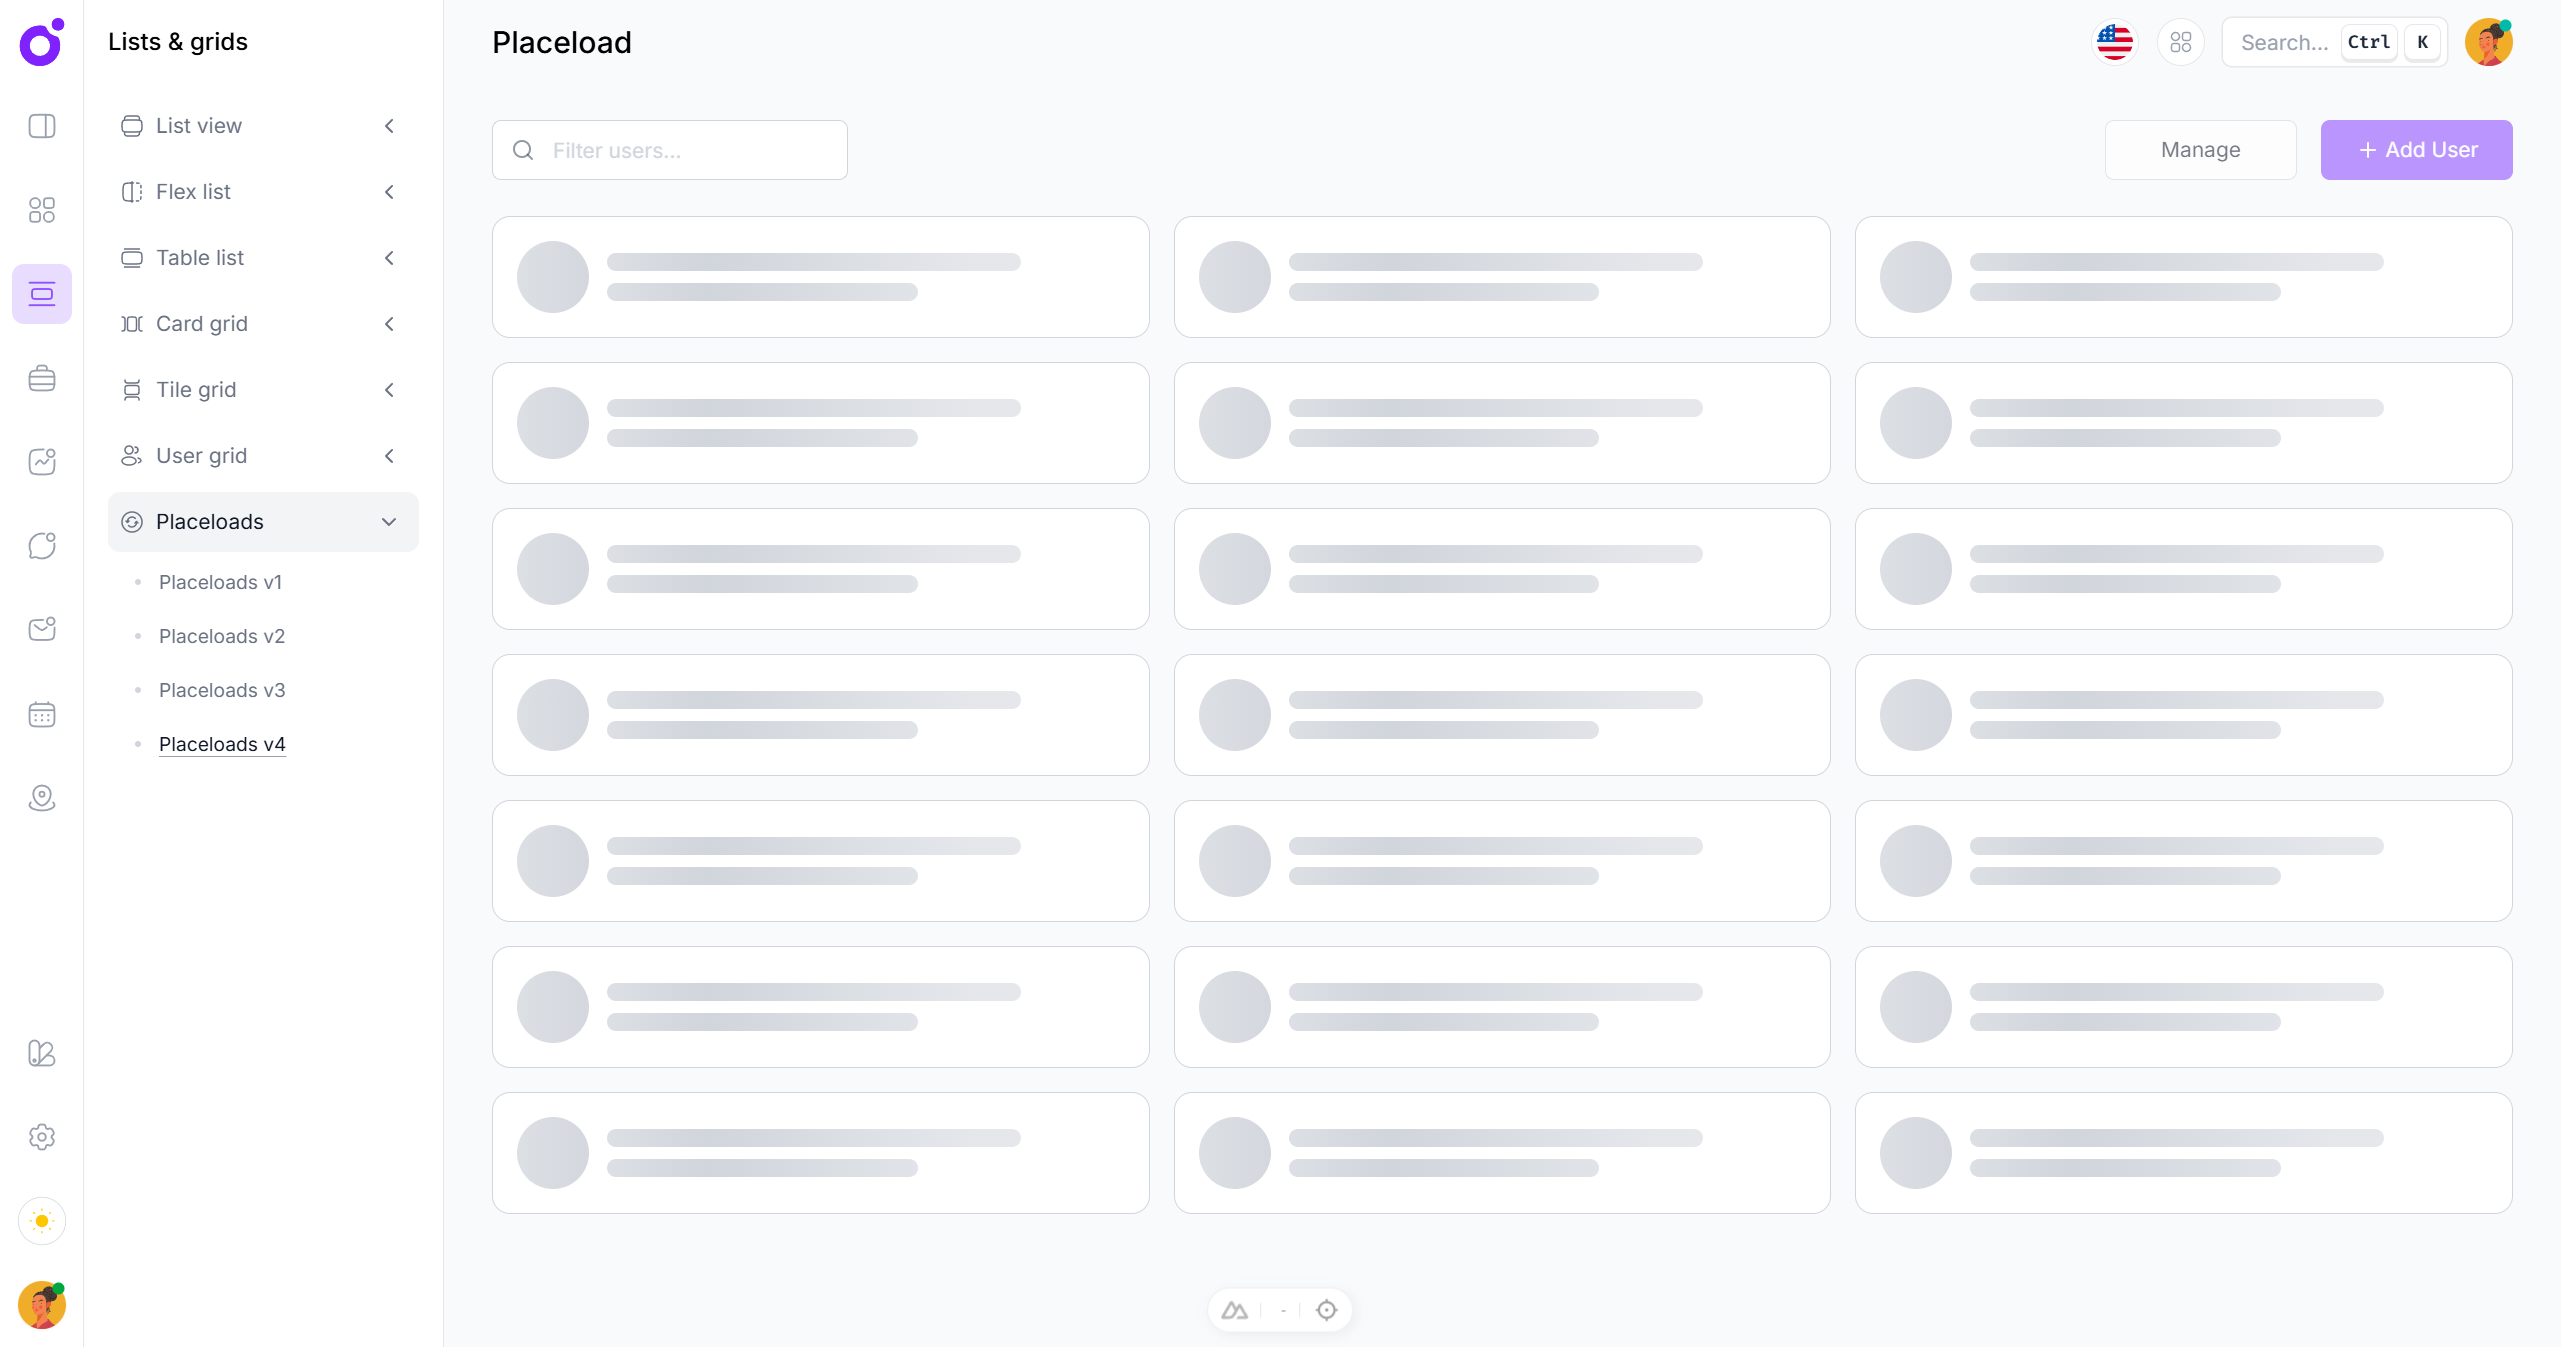 Lists & grids
List view
Flex list
Table list
Card grid
Tile grid
User grid
Placeloads
Placeloads v1
Placeloads v2
Placeloads v3
Placeloads v4
Placeload
Search... Ctrl K
Filter users...
Manage
+ Add User
-